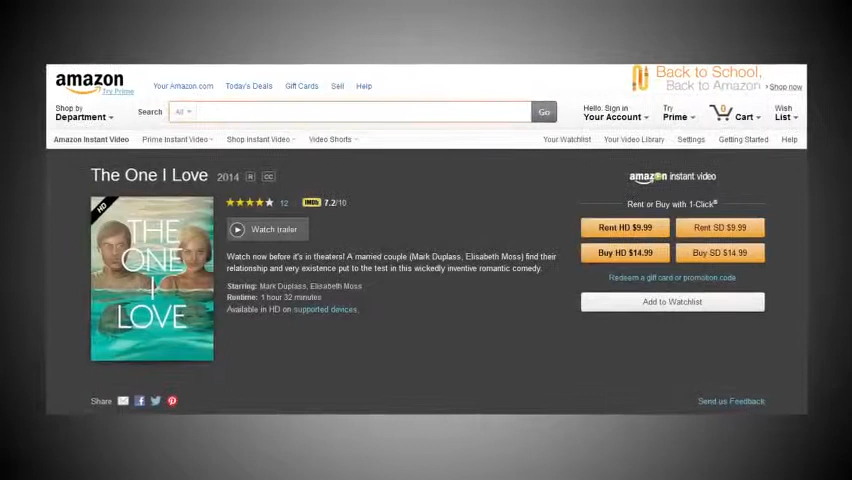 Back to School,
amazon
Try Prime
Your Amazon.com Today's Deals Gift Cards Sell Help
Back to Amazon
Shop now
Shop by
Department
Search All Go
Hello. Sign in
Your Account
Try
Prime
0
Cart
Wish
List
Amazon Instant Video Prime Instant Video Shop Instant Video Video Shorts Your Watchlist Your Video Library Settings Getting Started Help
The One I Love 2014 R CC
amazon instant video
HD
THE
ONE
I
LOVE
12 IMDb 7.2/10
Rent or Buy with 1-Click®
Watch trailer
Rent HD $9.99 Rent SD $9.99
Buy HD $14.99 Buy SD $14.99
Watch now before it's in theaters! A married couple (Mark Duplass, Elisabeth Moss) find their
relationship and very existence put to the test in this wickedly inventive romantic comedy.
Redeem a gift card or promotion code
Starring: Mark Duplass, Elisabeth Moss
Runtime: 1 hour 32 minutes
Available in HD on supported devices.
Add to Watchlist
Share
Send us Feedback